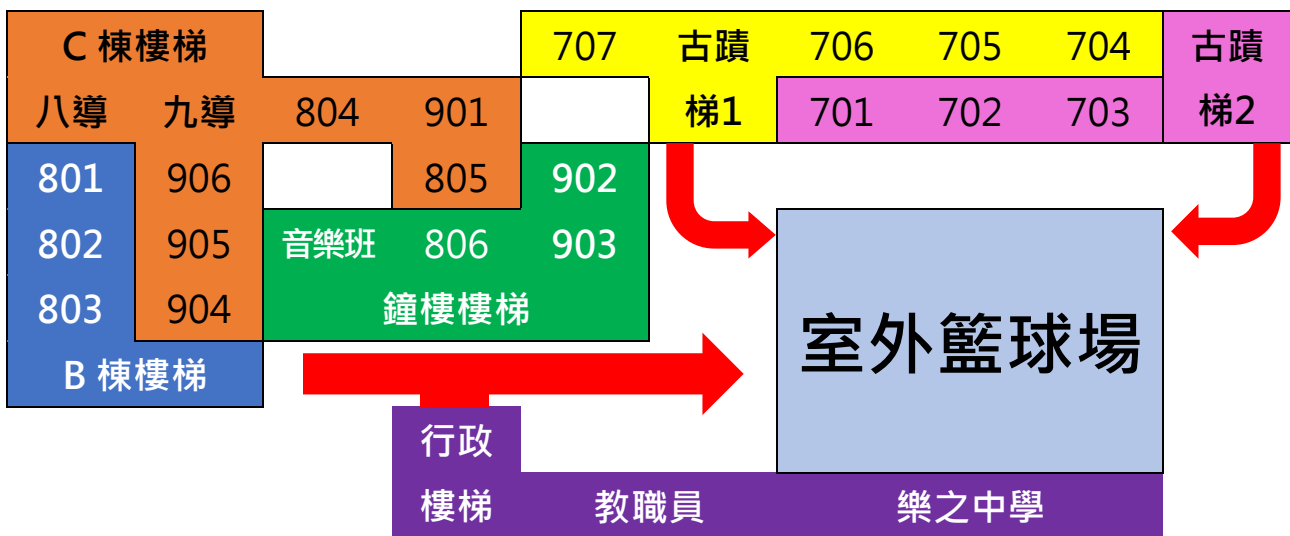 C 棟樓梯 707 古蹟 706 705 704 古蹟
八導 九導 804 901 梯1 701 702 703 梯2
801 906 805 902
802 905 音樂班 806 903
803 904 鐘樓樓梯
室外籃球場
B 棟樓梯
行政
樓梯 教職員 樂之中學